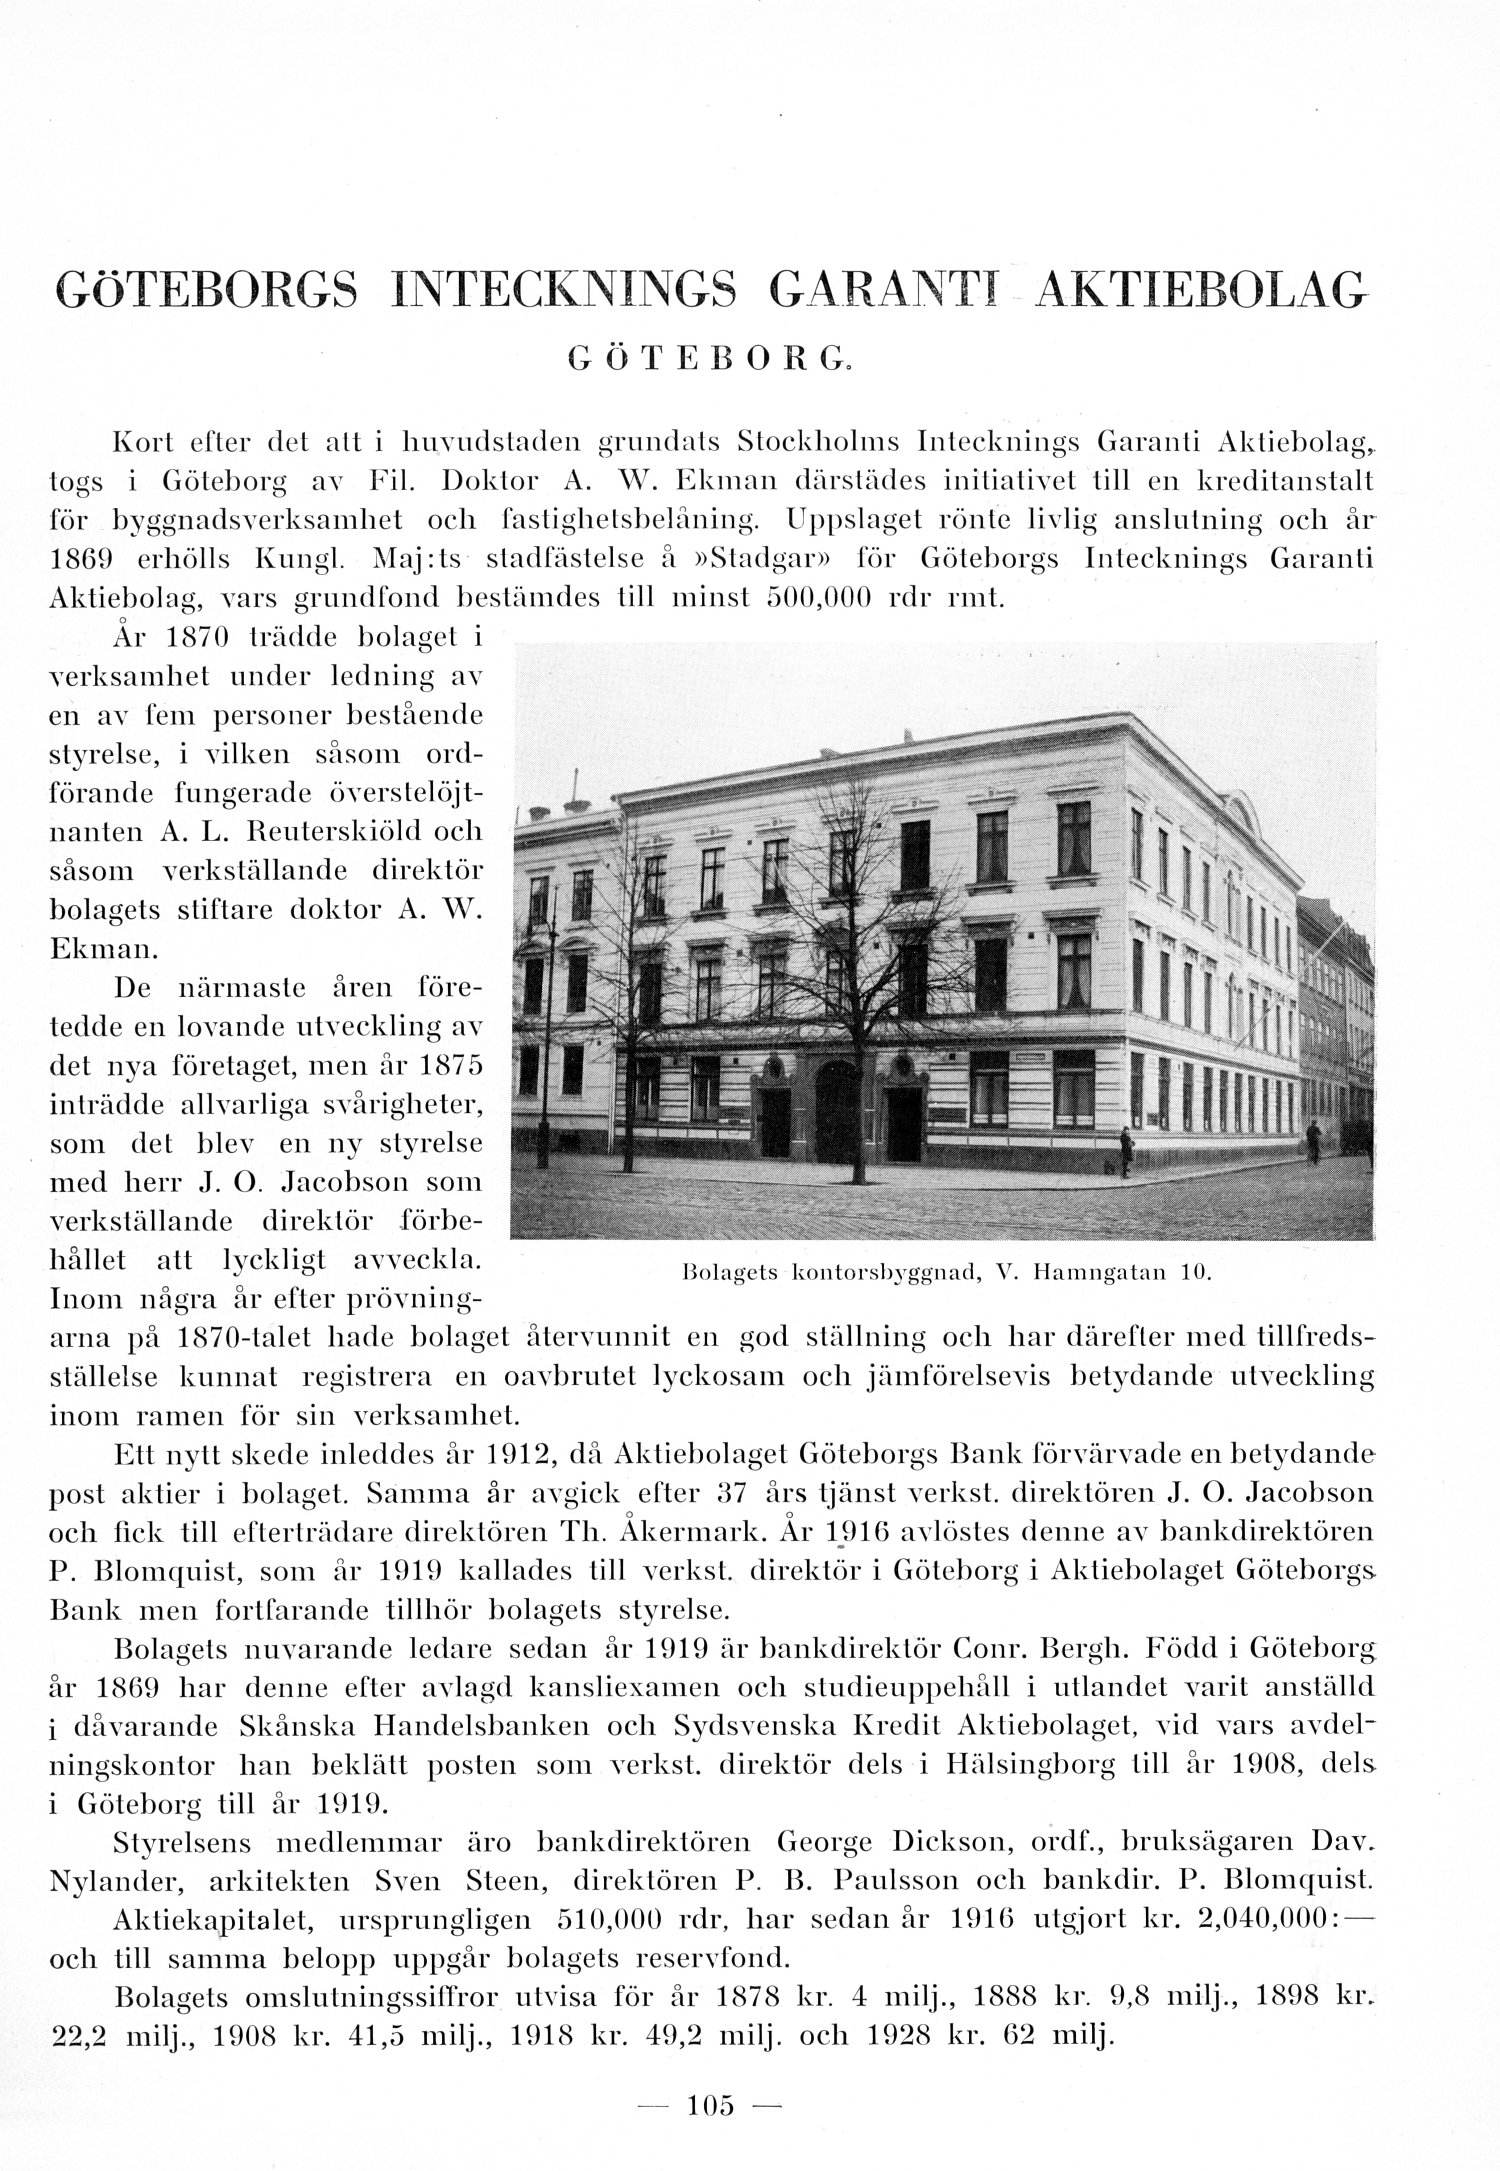 GÖTEBORGS INTECKNINGS GARANTI AKTIEBOLAG
GÖTEBORG.
Kort efter det att i huvudstaden grundats Stockholms Intecknings Garanti Aktiebolag,
togs i Göteborg av Fil. Doktor A. W. Ekman därstädes initiativet till en kreditanstalt
för byggnadsverksamhet och fastighetsbelåning. Uppslaget rönte livlig anslutning och år
1869 erhölls Kungl. Maj:ts stadfästelse å »Stadgar» för Göteborgs Intecknings Garanti
Aktiebolag, vars grundfond bestämdes till minst 500,000 rdr rmt.
År 1870 trädde bolaget i
verksamhet under ledning av
en av fem personer bestående
styrelse, i vilken såsom ord-
förande fungerade överstelöjt-
nanten A. L. Reuterskiöld och
såsom verkställande direktör
bolagets stiftare doktor A. W.
Ekman.
De närmaste åren före-
tedde en lovande utveckling av
det nya företaget, men år 1875
inträdde allvarliga svårigheter,
som det blev en ny styrelse
med herr J. O. Jacobson som
verkställande direktör förbe-
hållet att lyckligt avveckla.
Inom några år efter prövning-
Bolagets kontorsbyggnad, V. Hamngatan 10.
arna på 1870-talet hade bolaget återvunnit en god ställning och har därefter med tillfreds-
ställelse kunnat registrera en oavbrutet lyckosam och jämförelsevis betydande utveckling
inom ramen för sin verksamhet.
Ett nytt skede inleddes år 1912, då Aktiebolaget Göteborgs Bank förvärvade en betydande
post aktier i bolaget. Samma år avgick efter 37 års tjänst verkst. direktören J. O. Jacobson
och fick till efterträdare direktören Th. Åkermark. År 1916 avlöstes denne av bankdirektören
P. Blomquist, som år 1919 kallades till verkst. direktör i Göteborg i Aktiebolaget Göteborgs
Bank men fortfarande tillhör bolagets styrelse.
Bolagets nuvarande ledare sedan år 1919 är bankdirektör Conr. Bergh. Född i Göteborg
år 1869 har denne efter avlagd kansliexamen och studieuppehåll i utlandet varit anställd
i dåvarande Skånska Handelsbanken och Sydsvenska Kredit Aktiebolaget, vid vars avdel-
ningskontor han beklätt posten som verkst. direktör dels i Hälsingborg till år 1908, dels
i Göteborg till år 1919.
Styrelsens medlemmar äro bankdirektören George Dickson, ordf., bruksägaren Dav.
Nylander, arkitekten Sven Steen, direktören P. B. Paulsson och bankdir. P. Blomquist.
Aktiekapitalet, ursprungligen 510,000 rdr, har sedan år 1916 utgjort kr. 2,040,000:—
och till samma belopp uppgår bolagets reservfond.
Bolagets omslutningssiffror utvisa för år 1878 kr. 4 milj., 1888 kr. 9,8 milj., 1898 kr.
22,2 milj., 1908 kr. 41,5 milj., 1918 kr. 49,2 milj. och 1928 kr. 62 milj.
— 105 —